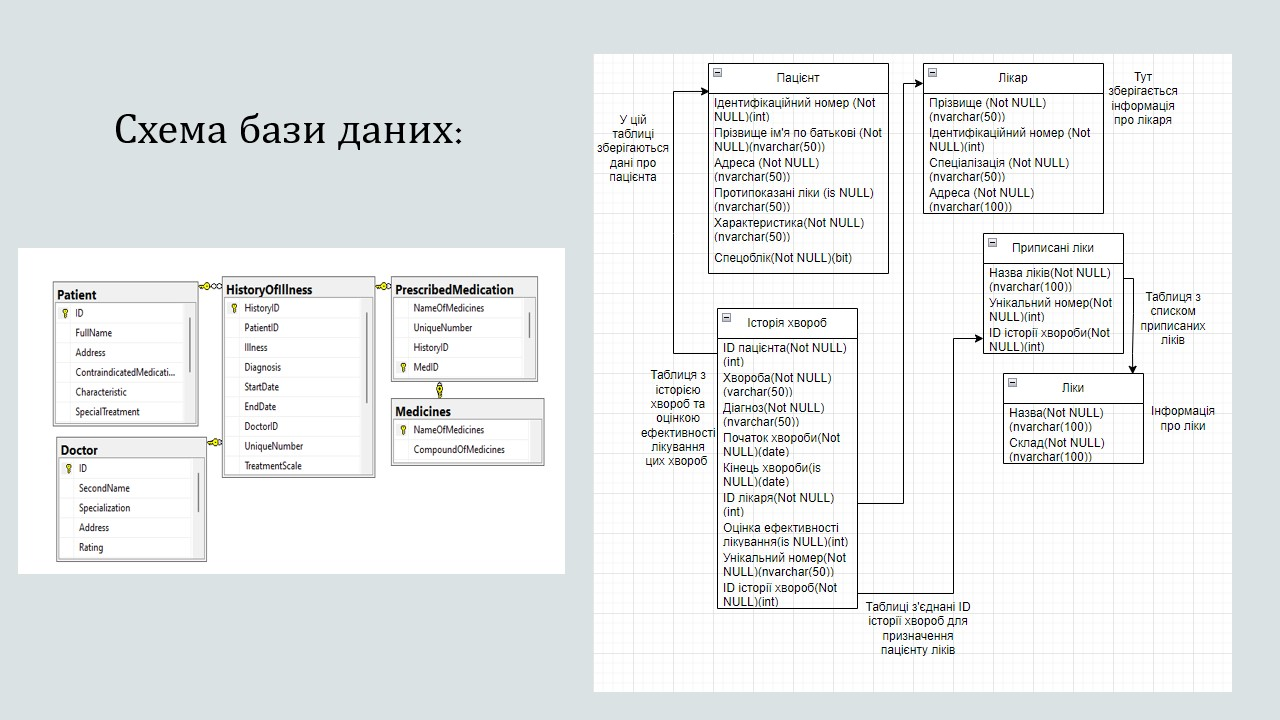 Схема бази даних:
Patient
ID
FullName
Address
ContraindicatedMedicati...
Characteristic
SpecialTreatment
Doctor
ID
SecondName
Specialization
Address
Rating
HistoryOfIllness
HistoryID
PatientID
Illness
Diagnosis
StartDate
EndDate
DoctorID
UniqueNumber
TreatmentScale
PrescribedMedication
NameOfMedicines
UniqueNumber
HistoryID
MedID
Medicines
NameOfMedicines
CompoundOfMedicines
У цій
таблиці
зберігаються
дані про
пацієнта
Пацієнт
Ідентифікаційний номер (Not
NULL)(int)
Прізвище ім'я по батькові (Not
NULL)(nvarchar(50))
Адреса (Not NULL)
(nvarchar(50))
Протипоказані ліки (is NULL)
(nvarchar(50))
Характеристика(Not NULL)
(nvarchar(50))
Спецоблік(Not NULL)(bit)
Лікар
Прізвище (Not NULL)
(nvarchar(50))
Ідентифікаційний номер (Not
NULL)(int)
Спеціалізація (Not NULL)
(nvarchar(50))
Адреса (Not NULL)
(nvarchar(100))
Тут
зберігається
інформація
про лікаря
Приписані ліки
Назва ліків(Not NULL)
(nvarchar(100))
Унікальний номер(Not
NULL)(int)
ID історії хвороби(Not
NULL)(int)
Таблиця з
списком
приписаних
ліків
Таблиця з
історією
хвороб та
оцінкою
ефективності
лікування
цих хвороб
Історія хвороб
ID пацієнта(Not NULL)
(int)
Хвороба(Not NULL)
(varchar(50))
Діагноз(Not NULL)
(nvarchar(50))
Початок хвороби(Not
NULL)(date)
Кінець хвороби(is
NULL)(date)
ID лікаря(Not NULL)
(int)
Оцінка ефективності
лікування(is NULL)(int)
Унікальний номер(Not
NULL)(nvarchar(50))
ID історії хвороб(Not
NULL)(int)
Ліки
Назва(Not NULL)
(nvarchar(100))
Склад(Not NULL)
(nvarchar(100))
Інформація
про ліки
Таблиці з'єднані ID
історії хвороб для
призначення
пацієнту ліків